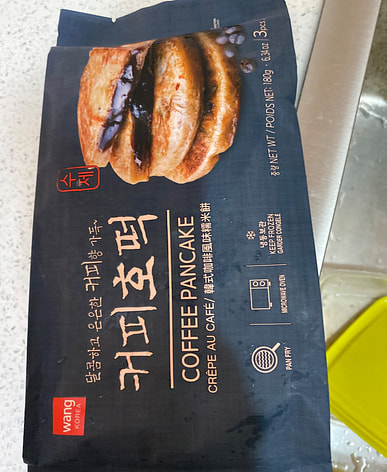 wang
KOREA
달콤하고 은은한 커피향 가득~
커피호떡
수제
COFFEE PANCAKE
CRÊPE AU CAFÉ/ 韓式咖啡風味糯米餅
PAN FRY
MICROWAVE OVEN
냉동보관
KEEP FROZEN
GARDER CONGELÉ
중량 NET WT / POIDS NET: 180g · 6.34oz / 3pcs